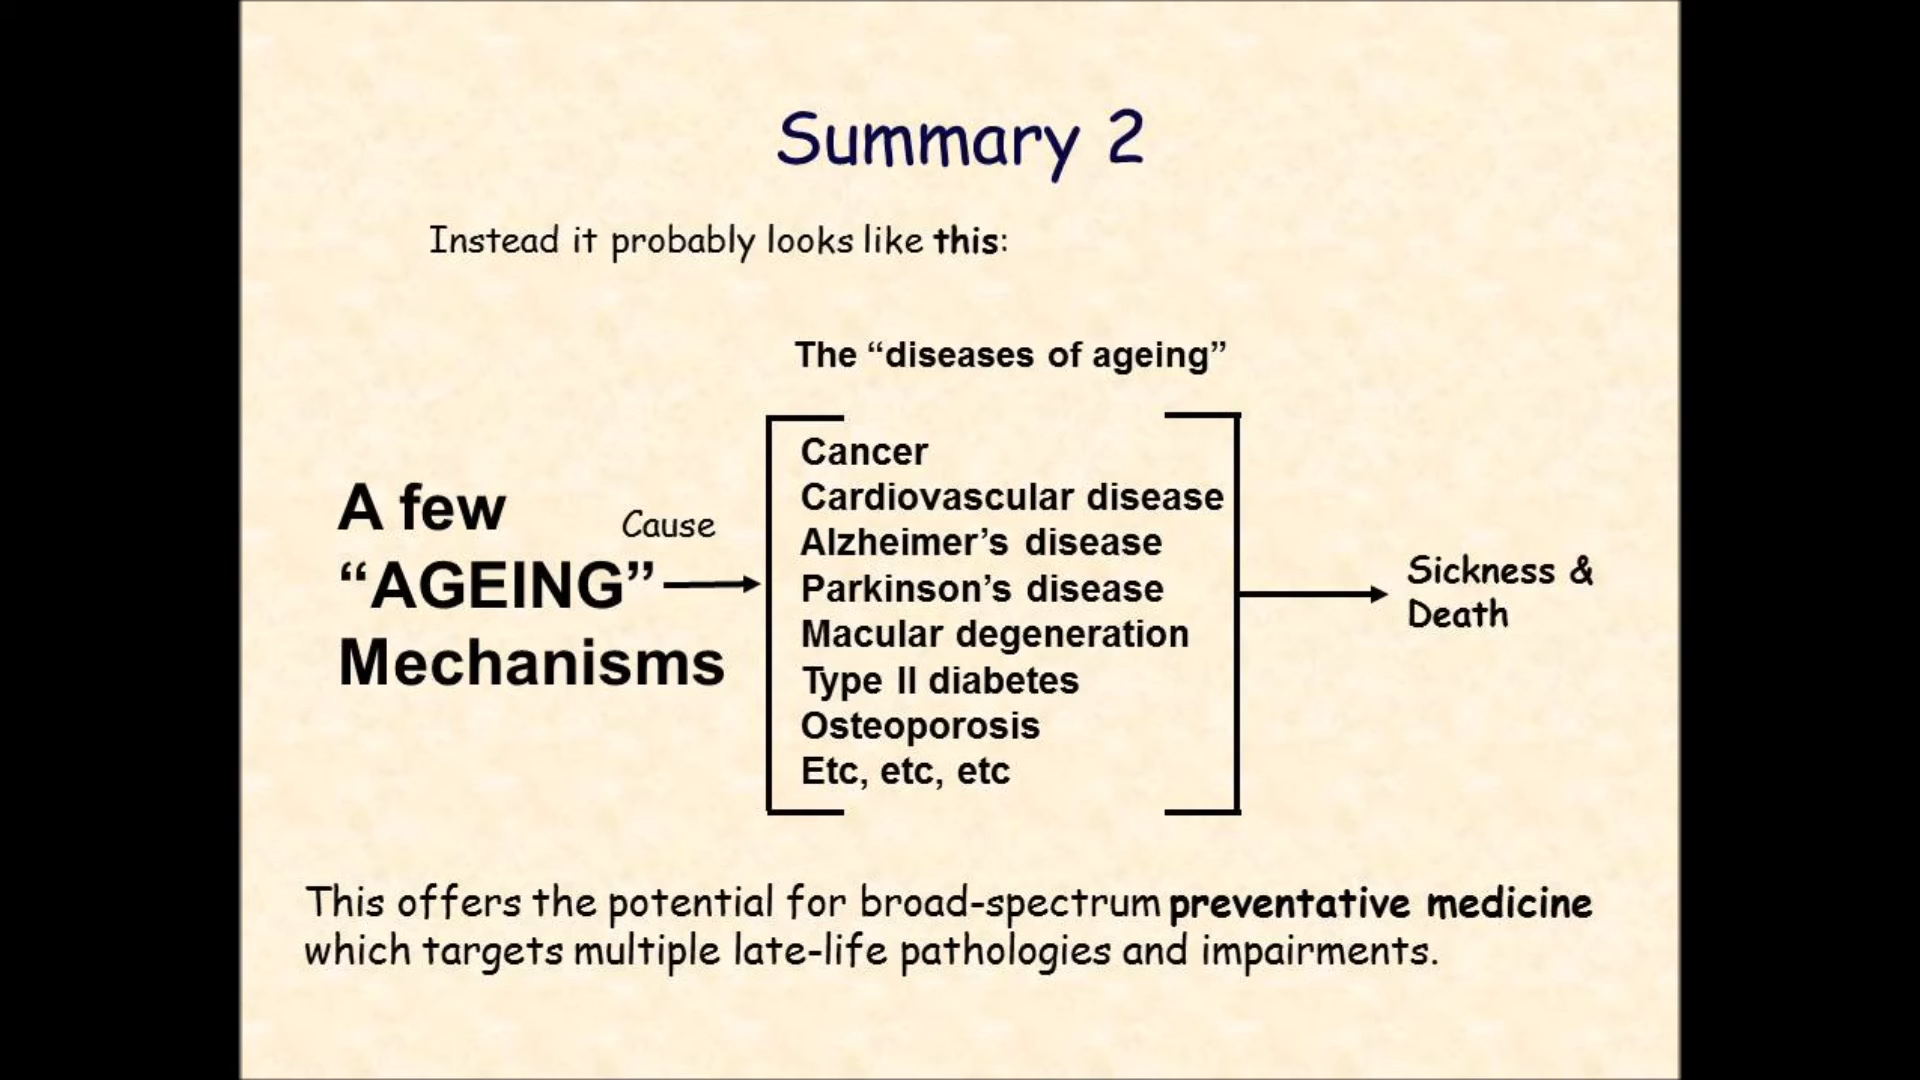 Summary 2
Instead it probably looks like this:
The “diseases of ageing”
A few
“AGEING”
Mechanisms
Cause
Cancer
Cardiovascular disease
Alzheimer’s disease
Parkinson’s disease
Macular degeneration
Type II diabetes
Osteoporosis
Etc, etc, etc
Sickness &
Death
This offers the potential for broad-spectrum preventative medicine
which targets multiple late-life pathologies and impairments.